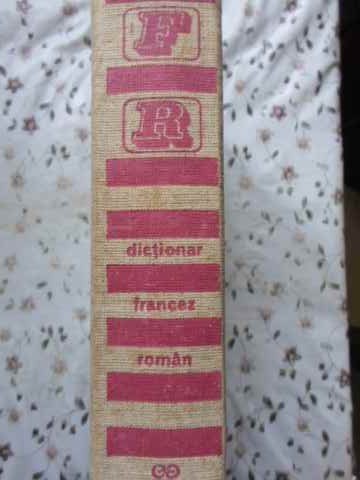 F
R
dicționar
francez
român